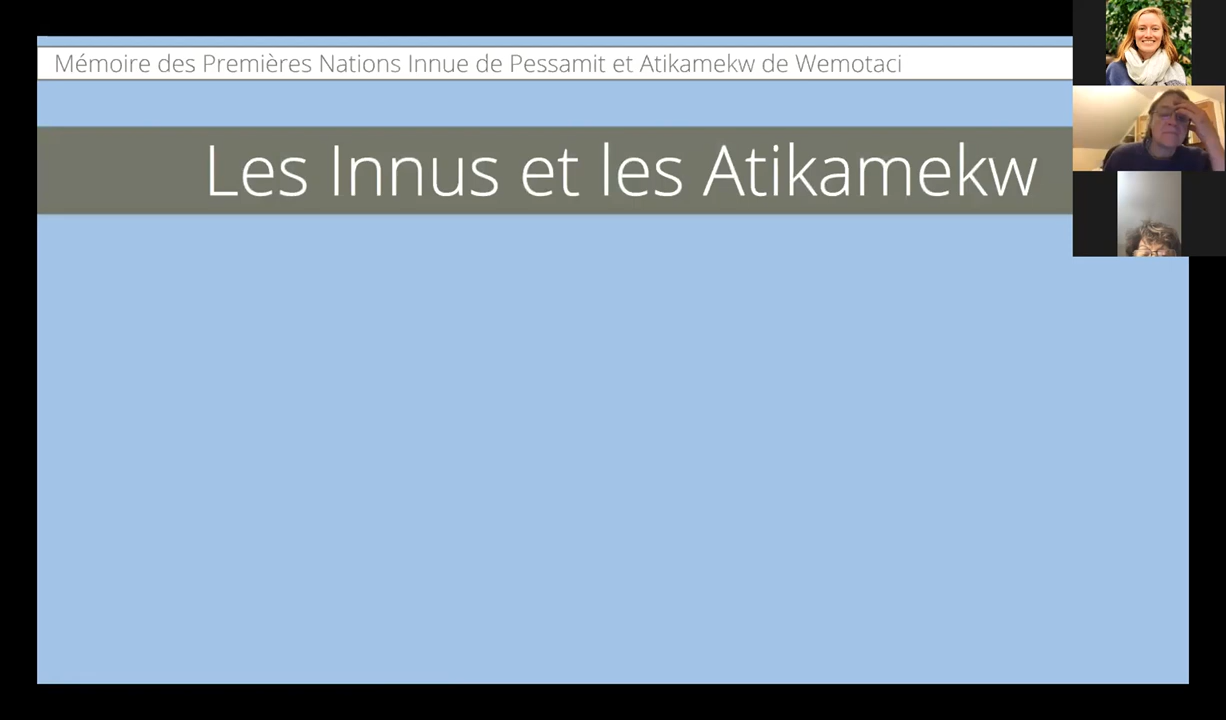 Mémoire des Premières Nations Innue de Pessamit et Atikamekw de Wemotaci
Les Innus et les Atikamekw